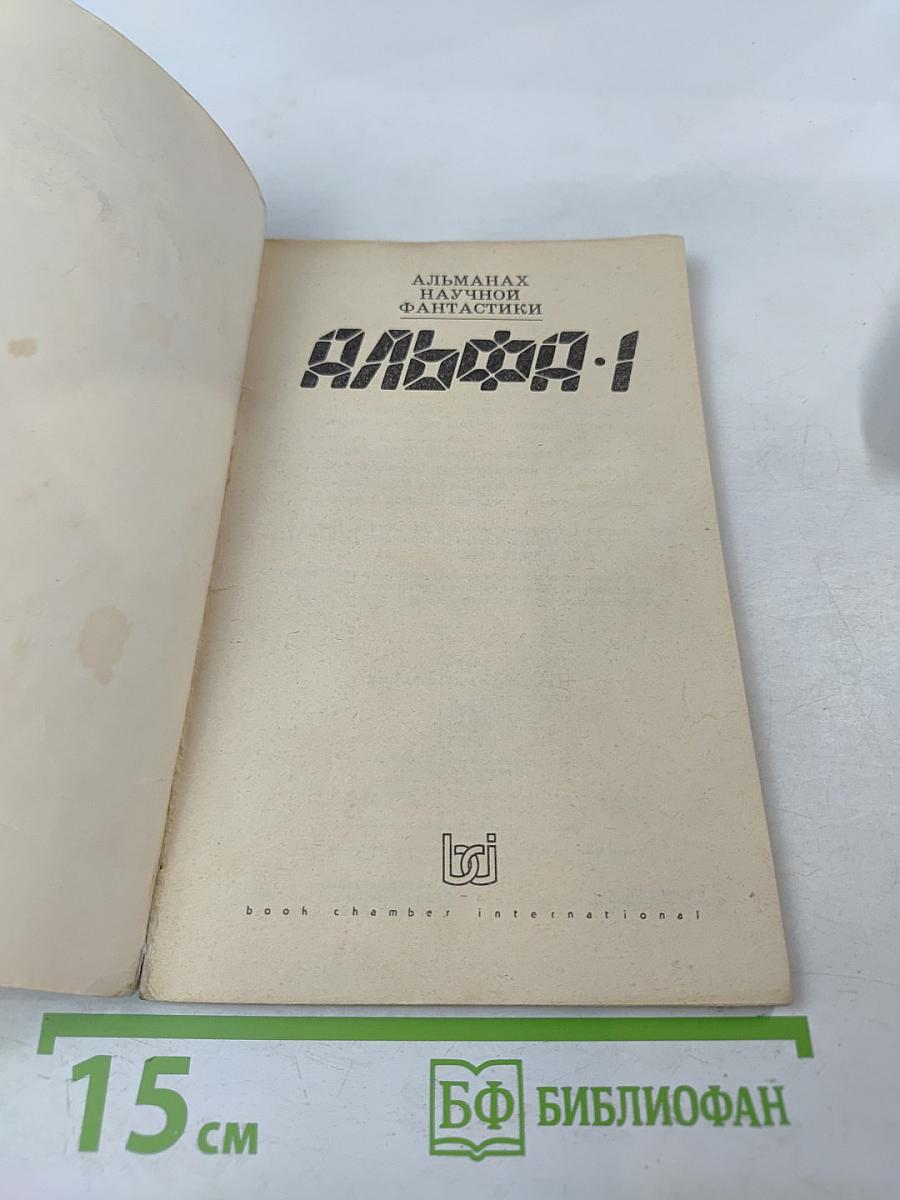 АЛЬМАНАХ
НАУЧНОЙ
ФАНТАСТИКИ
АЛЬФА·1
bci
book chamber international
15 см
БФ БИБЛИОФАН